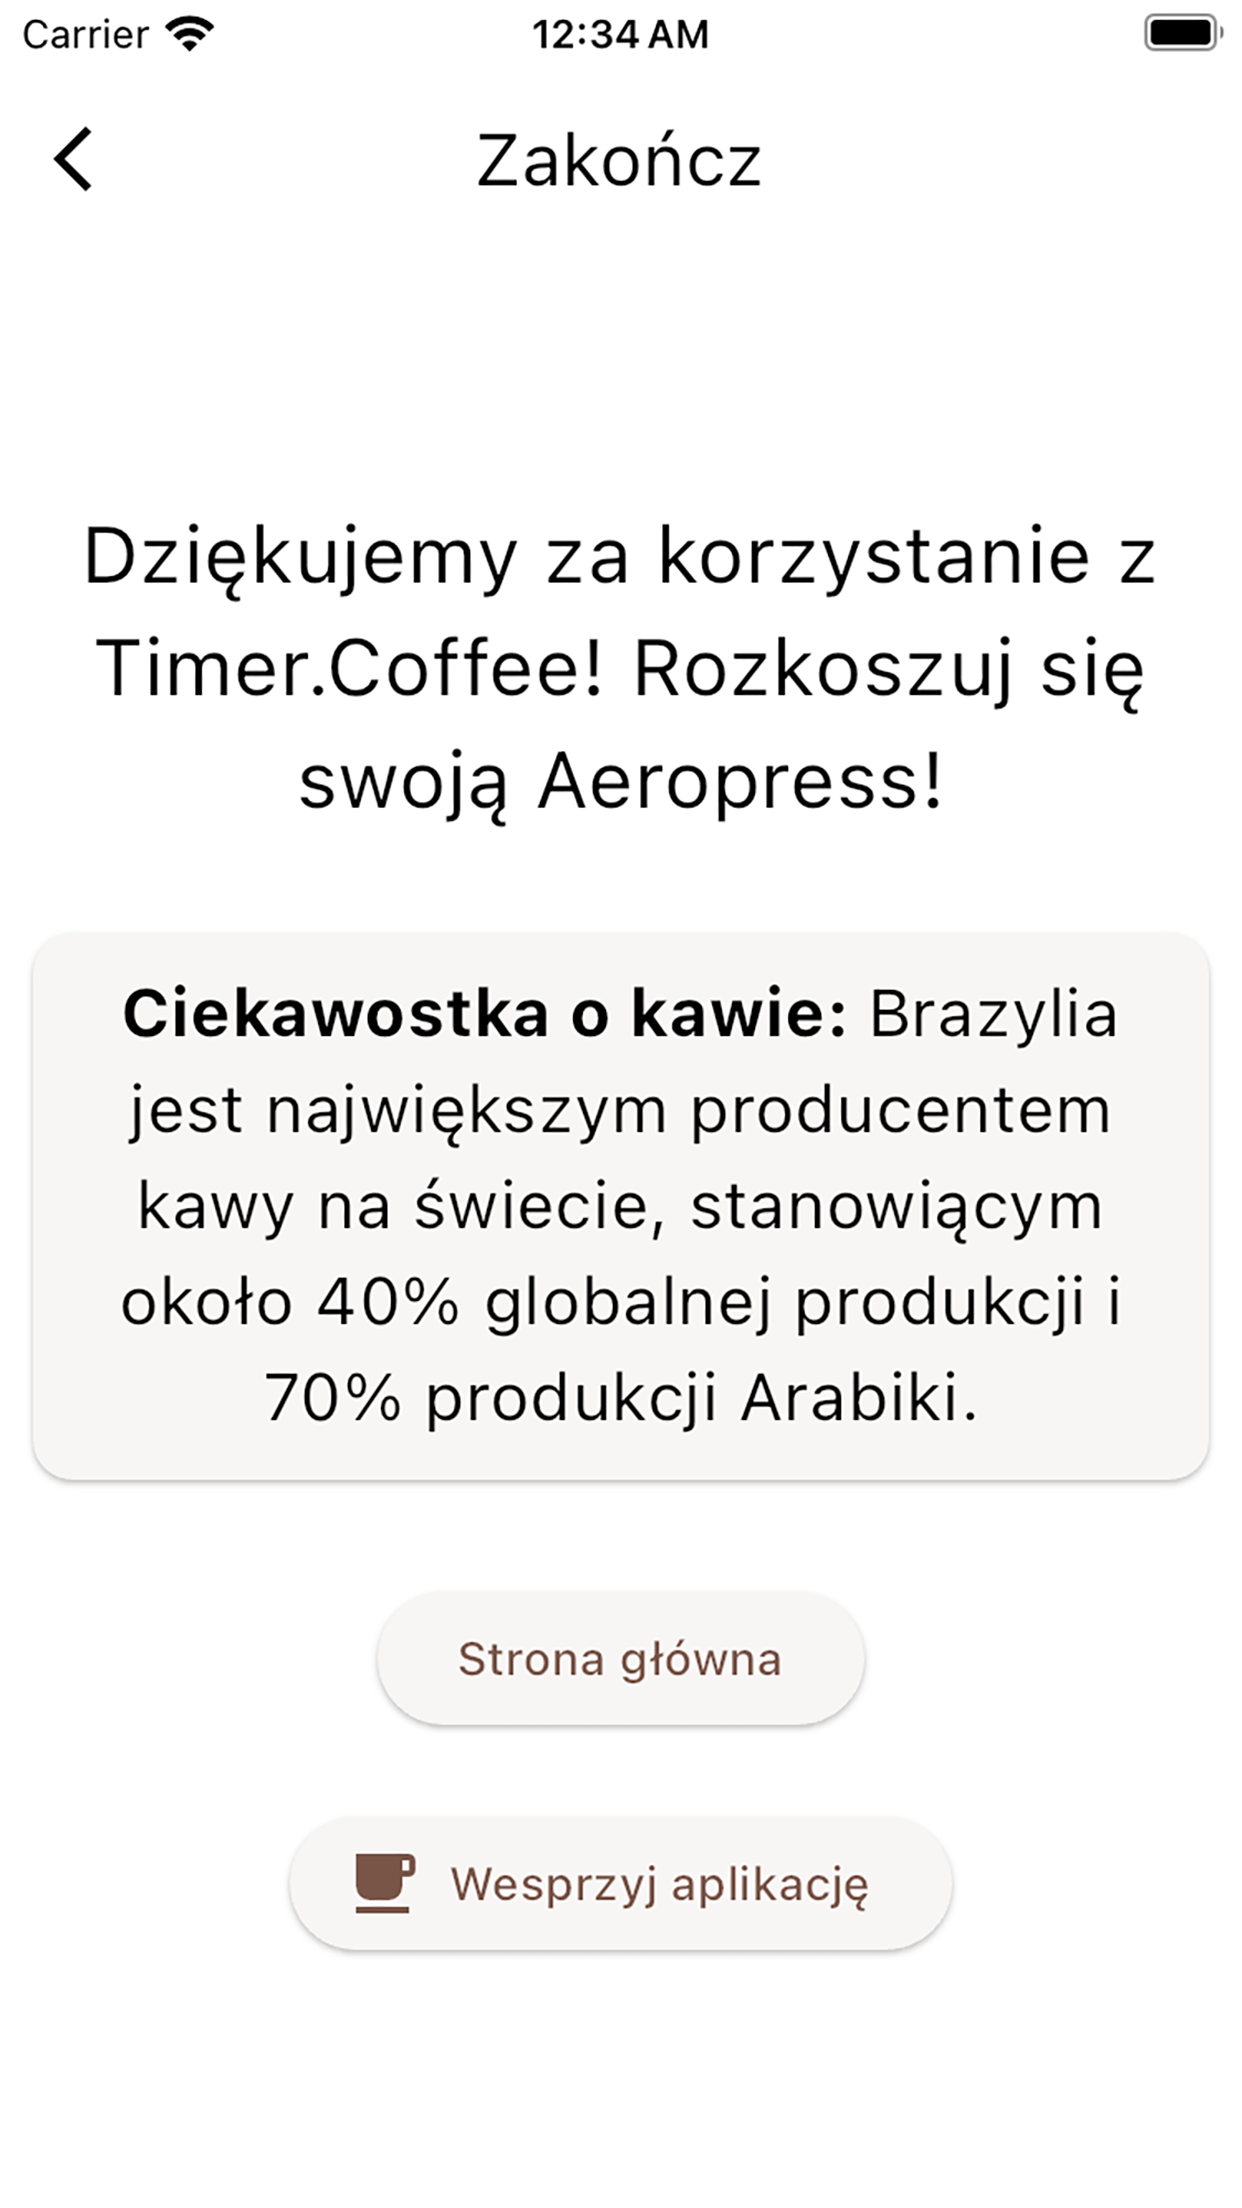 Carrier 12:34 AM
Zakończ
Dziękujemy za korzystanie z
Timer.Coffee! Rozkoszuj się
swoją Aeropress!
Ciekawostka o kawie: Brazylia
jest największym producentem
kawy na świecie, stanowiącym
około 40% globalnej produkcji i
70% produkcji Arabiki.
Strona główna
Wesprzyj aplikację